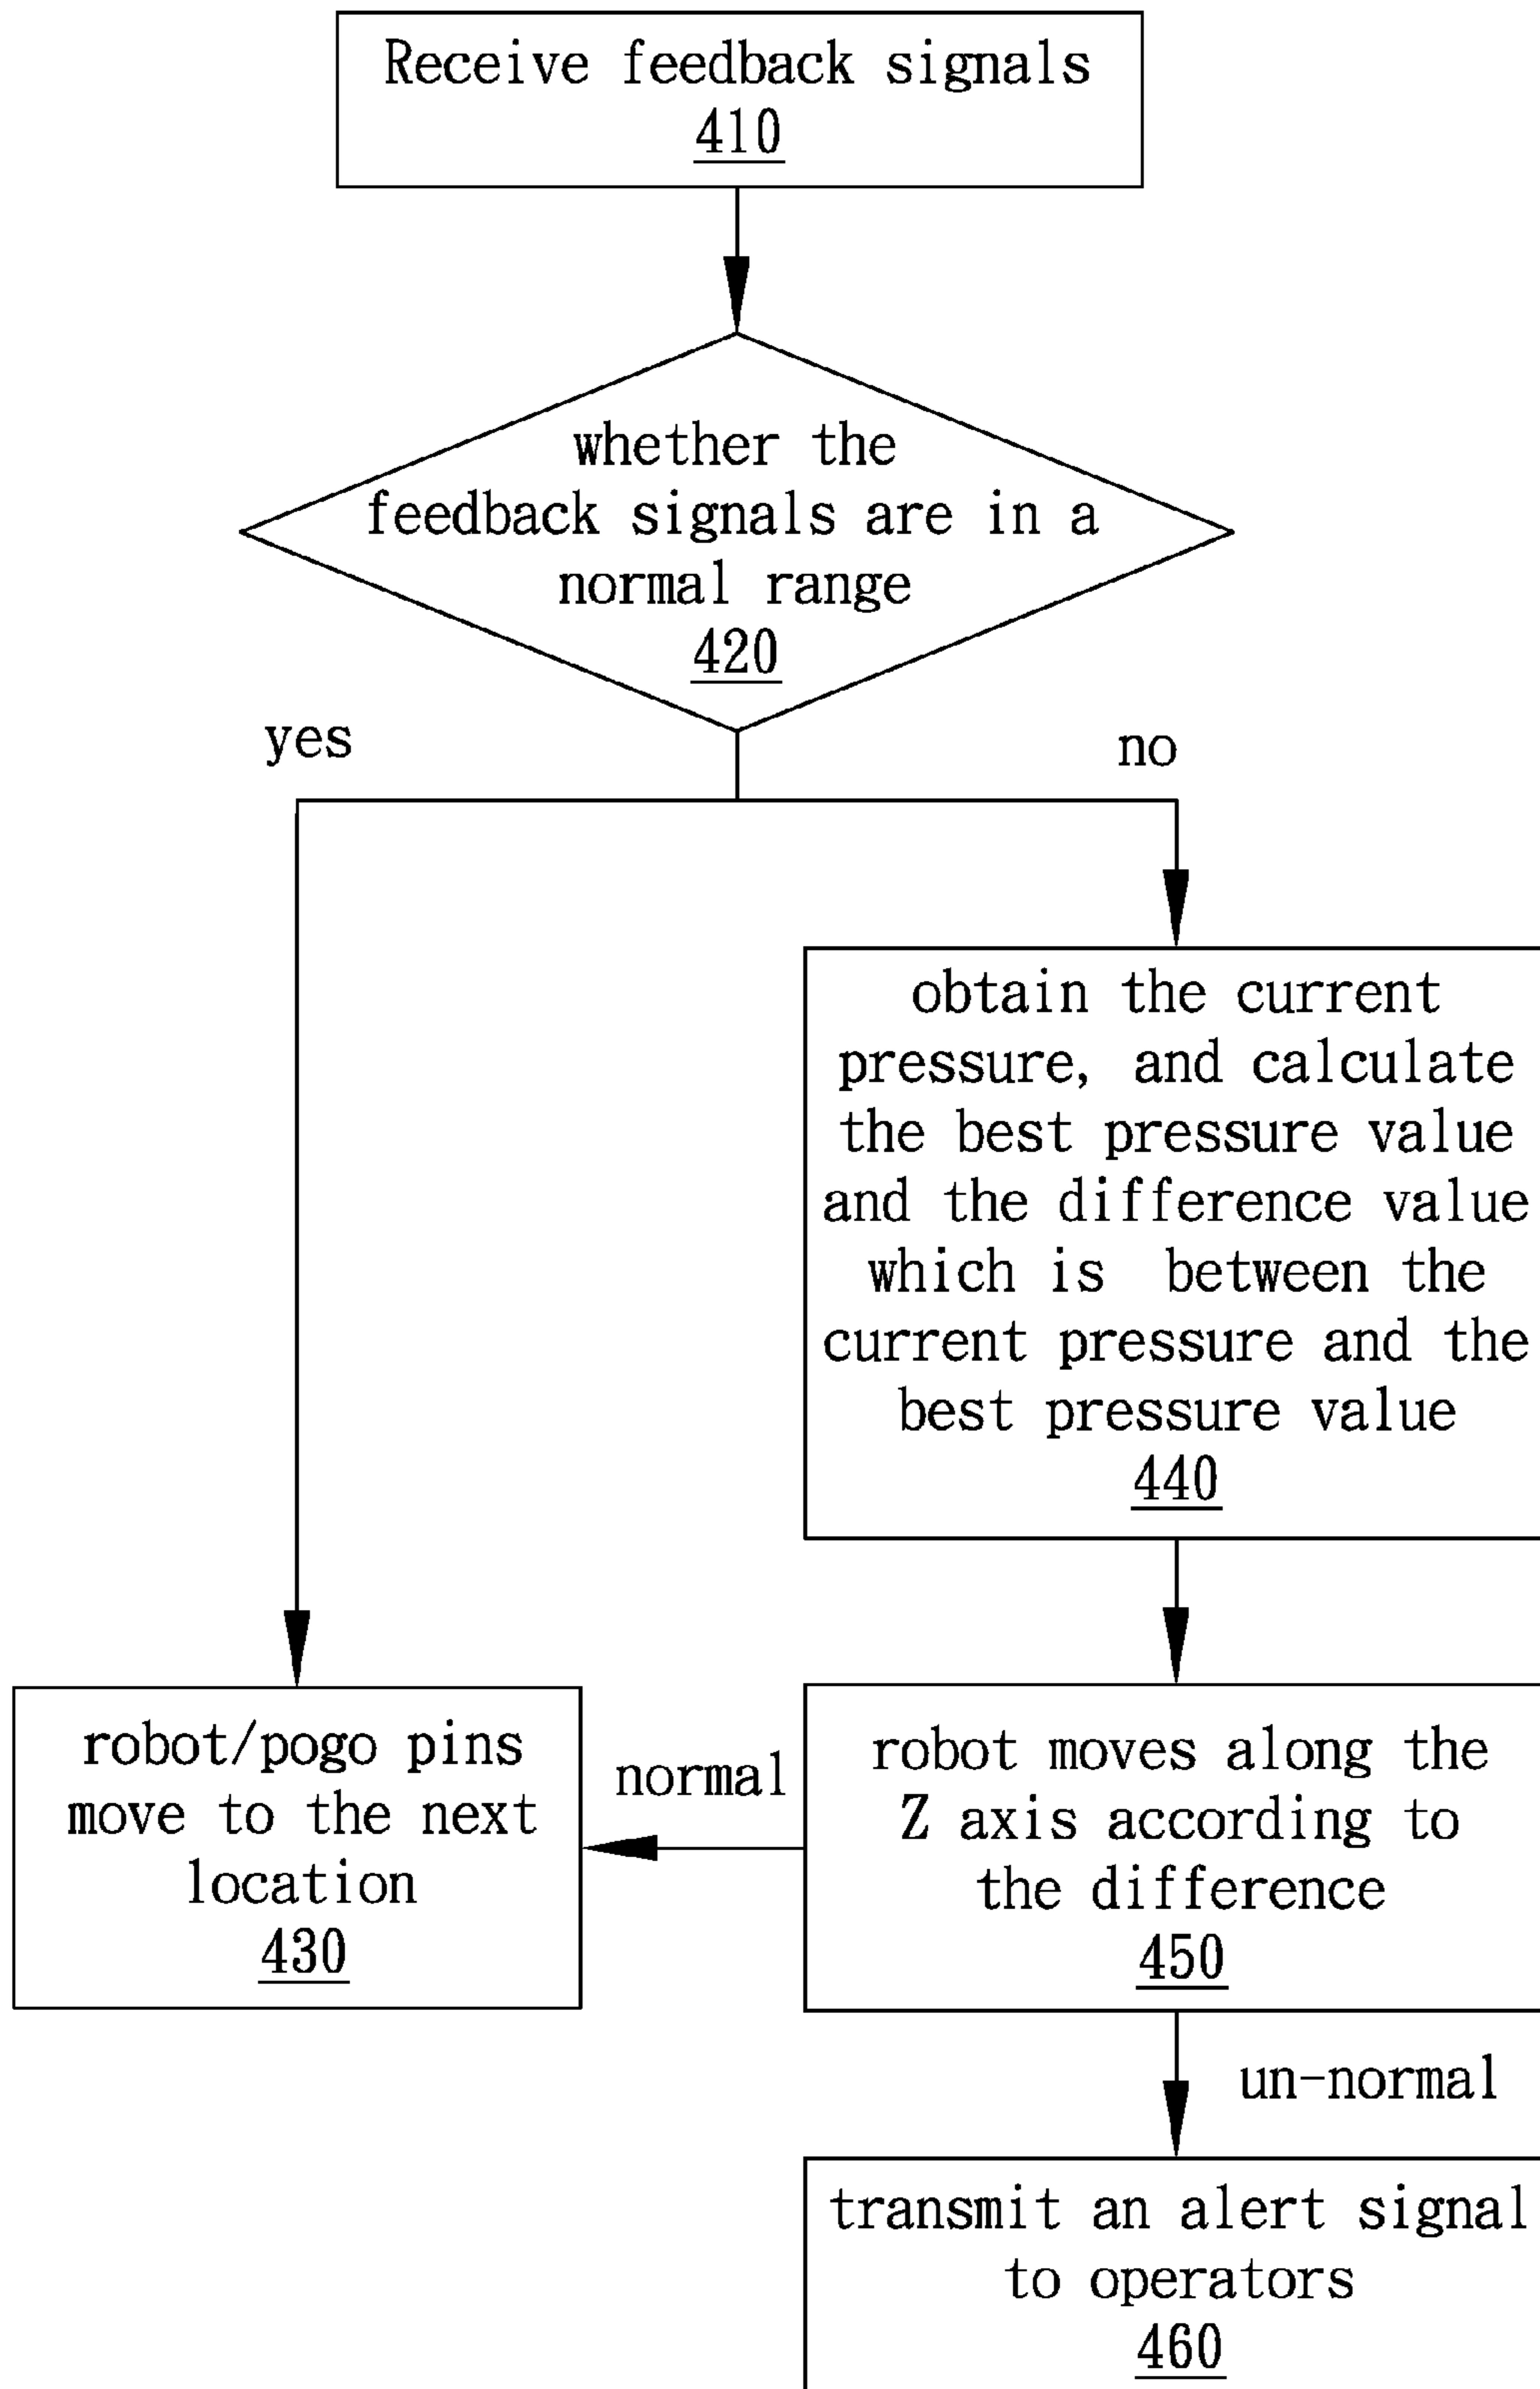 Receive feedback signals
410
whether the
feedback signals are in a
normal range
420
yes
no
obtain the current
pressure, and calculate
the best pressure value
and the difference value
which is between the
current pressure and the
best pressure value
440
robot/pogo pins
move to the next
location
430
normal
robot moves along the
Z axis according to
the difference
450
un-normal
transmit an alert signal
to operators
460